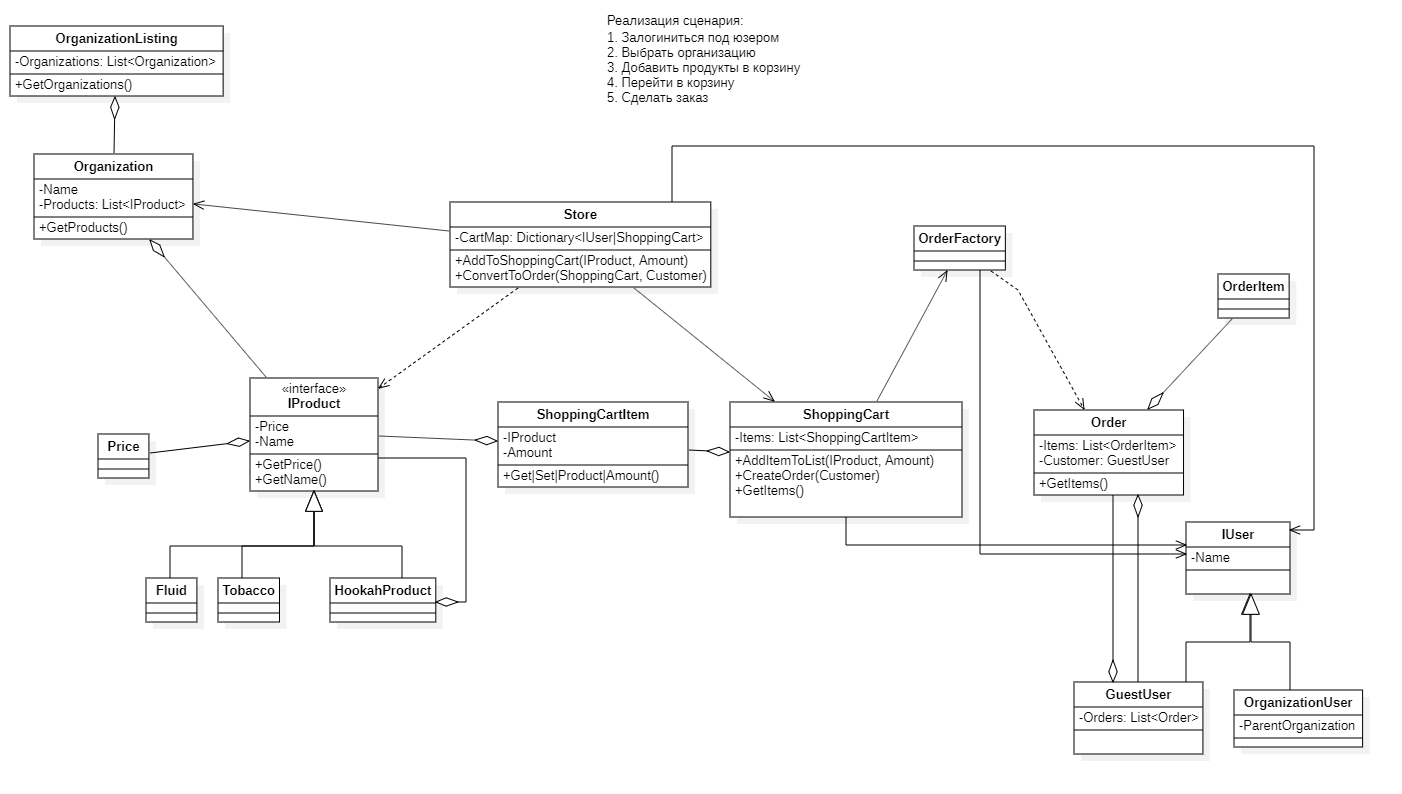 Реализация сценария:
1. Залогиниться под юзером
2. Выбрать организацию
3. Добавить продукты в корзину
4. Перейти в корзину
5. Сделать заказ
OrganizationListing
-Organizations: List<Organization>
+GetOrganizations()
Organization
-Name
-Products: List<IProduct>
+GetProducts()
Store
-CartMap: Dictionary<IUser|ShoppingCart>
+AddToShoppingCart(IProduct, Amount)
+ConvertToOrder(ShoppingCart, Customer)
OrderFactory
OrderItem
«interface»
IProduct
-Price
-Name
+GetPrice()
+GetName()
Price
ShoppingCartItem
-IProduct
-Amount
+Get|Set|Product|Amount()
ShoppingCart
-Items: List<ShoppingCartItem>
+AddItemToList(IProduct, Amount)
+CreateOrder(Customer)
+GetItems()
Order
-Items: List<OrderItem>
-Customer: GuestUser
+GetItems()
IUser
-Name
Fluid
Tobacco
HookahProduct
GuestUser
-Orders: List<Order>
OrganizationUser
-ParentOrganization